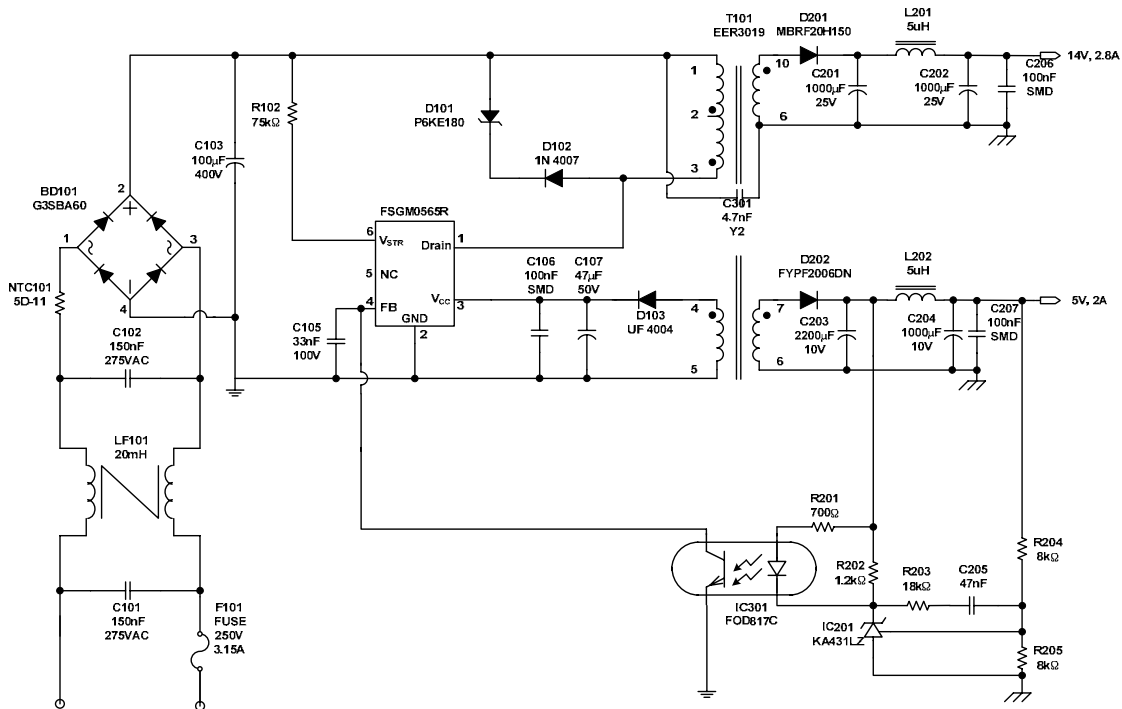 T101
EER3019
D201
MBRF20H150
L201
5uH
10
1
2
3
6
C201
1000µF
25V
C202
1000µF
25V
14V, 2.8A
C206
100nF
SMD
R102
75kΩ
D101
P6KE180
D102
1N 4007
C103
100µF
400V
C301
4.7nF
Y2
BD101
G3SBA60
2
1
3
4
NTC101
5D-11
FSGM0565R
6
VSTR
Drain
1
5
NC
4
FB
VCC
3
GND
2
C106
100nF
SMD
C107
47µF
50V
D103
UF 4004
4
5
7
6
D202
FYPF2006DN
L202
5uH
5V, 2A
C203
2200µF
10V
C204
1000µF
10V
C207
100nF
SMD
C105
33nF
100V
C102
150nF
275VAC
LF101
20mH
C101
150nF
275VAC
F101
FUSE
250V
3.15A
R201
700Ω
R202
1.2kΩ
R203
18kΩ
C205
47nF
R204
8kΩ
IC301
FOD817C
IC201
KA431LZ
R205
8kΩ